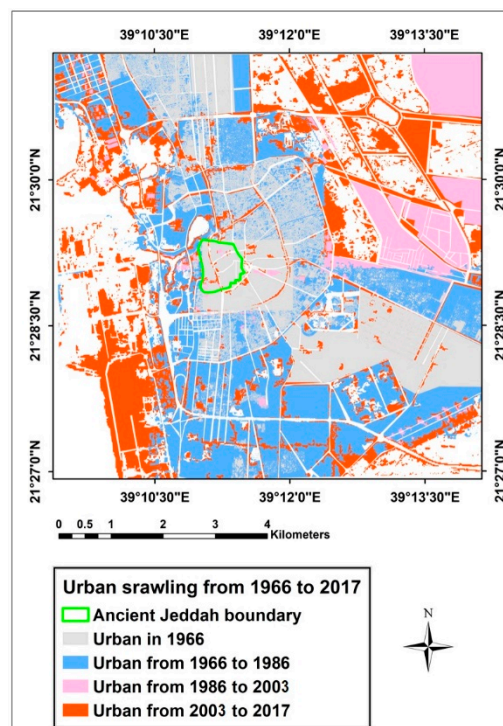 39°10'30"E 39°12'0"E 39°13'30"E
21°30'0"N 21°30'0"N
21°28'30"N 21°28'30"N
21°27'0"N 21°27'0"N
39°10'30"E 39°12'0"E 39°13'30"E
0 0.5 1 2 3 4
Kilometers
Urban srawling from 1966 to 2017
Ancient Jeddah boundary
Urban in 1966
Urban from 1966 to 1986
Urban from 1986 to 2003
Urban from 2003 to 2017
N